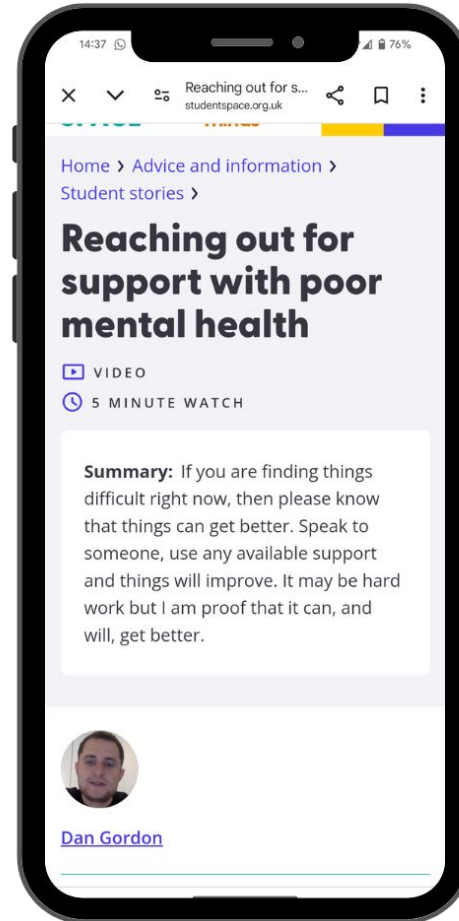 14:37
76%
Reaching out for s...
studentspace.org.uk
Home > Advice and information >
Student stories >
Reaching out for
support with poor
mental health
VIDEO
5 MINUTE WATCH
Summary: If you are finding things
difficult right now, then please know
that things can get better. Speak to
someone, use any available support
and things will improve. It may be hard
work but I am proof that it can, and
will, get better.
Dan Gordon